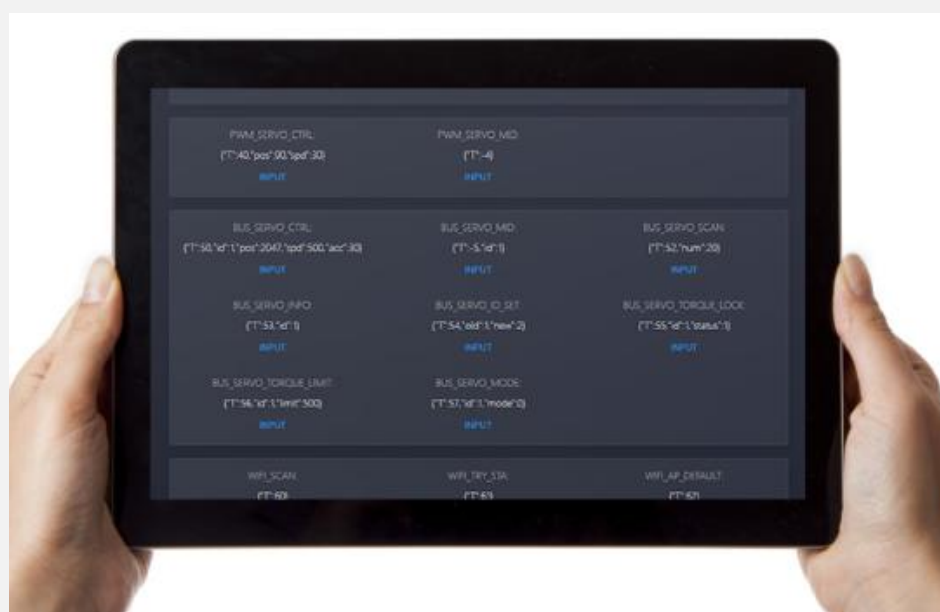 PWM_SERVO_CTRL:
{"T":40,"pos":90,"spd":30}
INPUT
PWM_SERVO_MID:
{"T":-4}
INPUT
BUS_SERVO_CTRL:
{"T":50,"id":1,"pos":2047,"spd":500,"acc":30}
INPUT
BUS_SERVO_MID:
{"T":-5,"id":1}
INPUT
BUS_SERVO_SCAN:
{"T":52,"num":20}
INPUT
BUS_SERVO_INFO:
{"T":53,"id":1}
INPUT
BUS_SERVO_ID_SET:
{"T":54,"old":1,"new":2}
INPUT
BUS_SERVO_TORQUE_LOCK:
{"T":55,"id":1,"status":1}
INPUT
BUS_SERVO_TORQUE_LIMIT:
{"T":56,"id":1,"limit":500}
INPUT
BUS_SERVO_MODE:
{"T":57,"id":1,"mode":0}
INPUT
WIFI_SCAN:
{"T":60}
WIFI_TRY_STA:
{"T":61}
WIFI_AP_DEFAULT:
{"T":62}